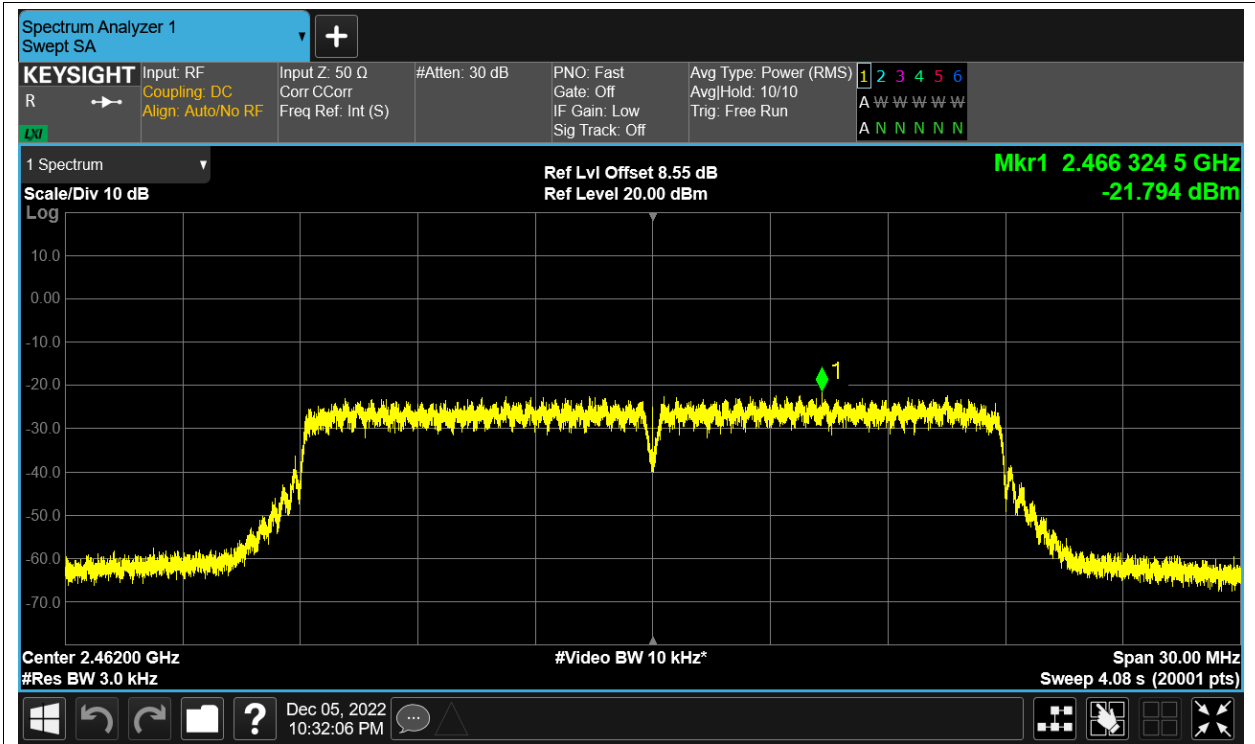 Spectrum Analyzer 1
Swept SA
KEYSIGHT
R
LXI
Input: RF
Coupling: DC
Align: Auto/No RF
Input Z: 50 Ω
Corr CCorr
Freq Ref: Int (S)
#Atten: 30 dB
PNO: Fast
Gate: Off
IF Gain: Low
Sig Track: Off
Avg Type: Power (RMS)
Avg|Hold: 10/10
Trig: Free Run
1 2 3 4 5 6
A W W W W W
A N N N N N
1 Spectrum
Scale/Div 10 dB
Ref Lvl Offset 8.55 dB
Ref Level 20.00 dBm
Mkr1 2.466 324 5 GHz
-21.794 dBm
Log
10.0
0.00
-10.0
-20.0
-30.0
-40.0
-50.0
-60.0
-70.0
1
Center 2.46200 GHz
#Res BW 3.0 kHz
#Video BW 10 kHz*
Span 30.00 MHz
Sweep 4.08 s (20001 pts)
?
Dec 05, 2022
10:32:06 PM